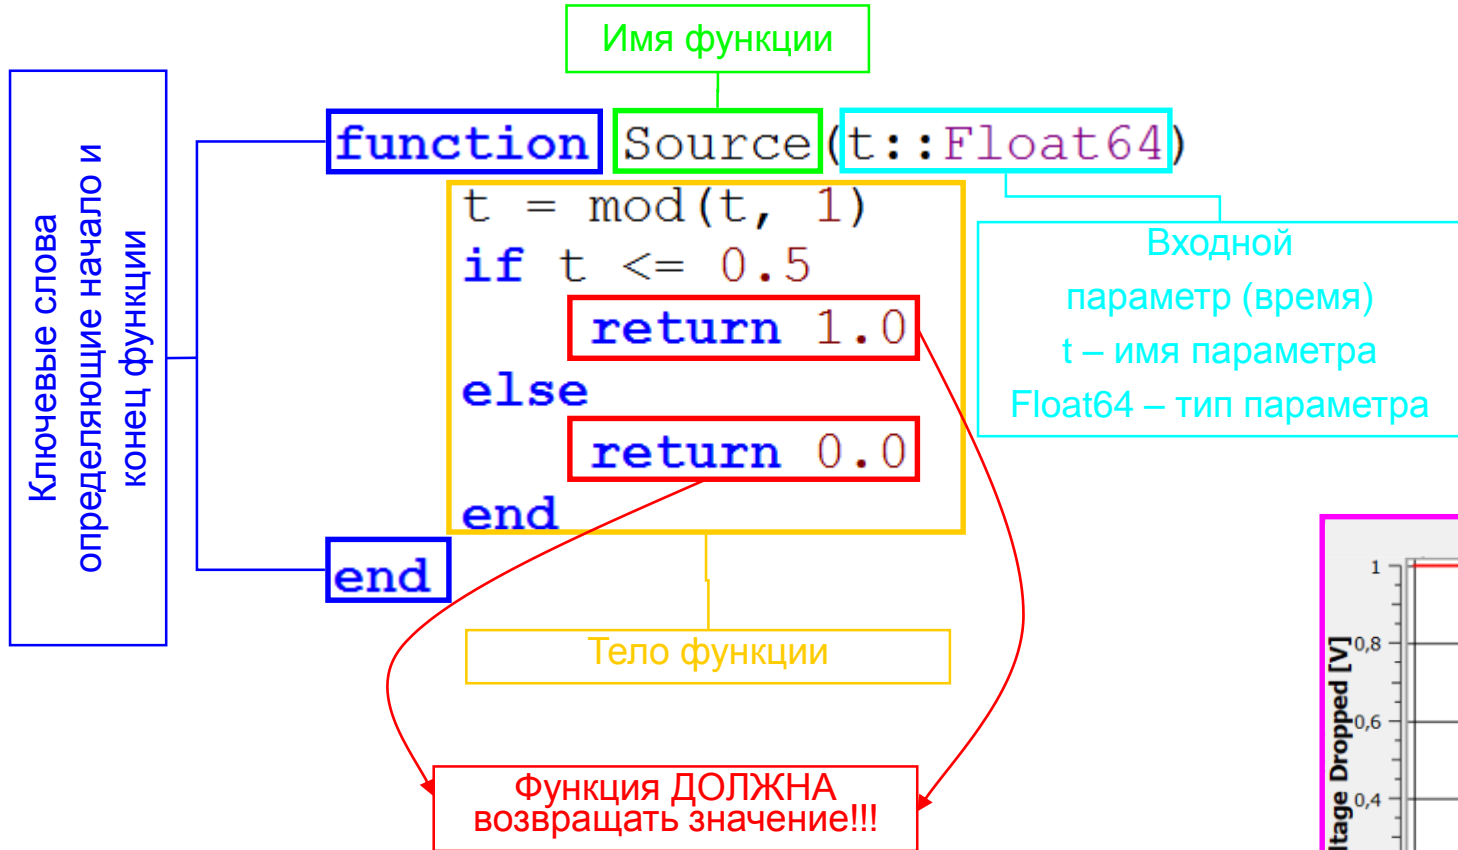 Имя функции
Ключевые слова
определяющие начало и
конец функции
function Source(t::Float64)
t = mod(t, 1)
if t <= 0.5
return 1.0
else
return 0.0
end
end
Входной
параметр (время)
t – имя параметра
Float64 – тип параметра
Тело функции
Функция ДОЛЖНА
возвращать значение!!!
1
0,8
0,6
0,4
ltage Dropped [V]